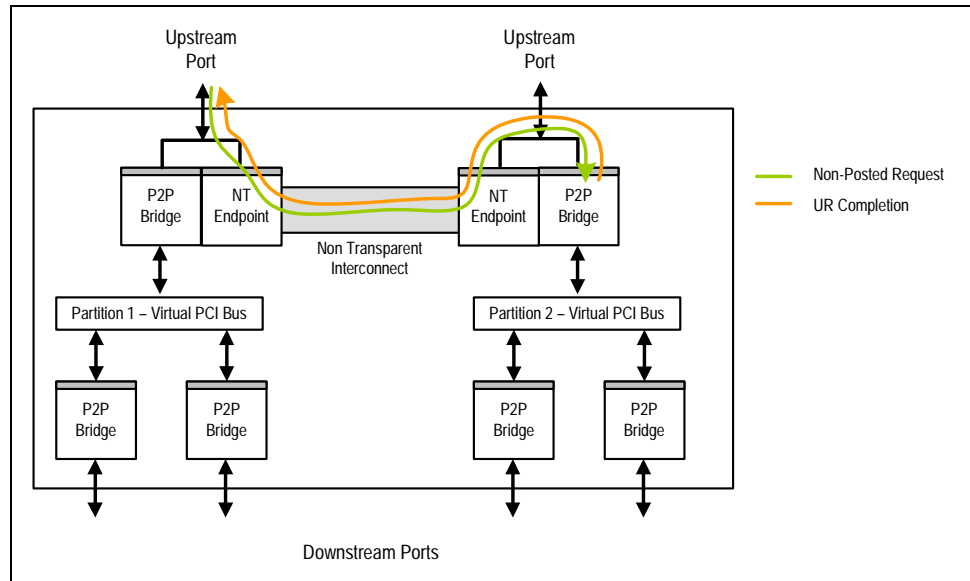 Upstream
Port
Upstream
Port
P2P
Bridge
NT
Endpoint
NT
Endpoint
P2P
Bridge
Non-Posted Request
UR Completion
Non Transparent
Interconnect
Partition 1 – Virtual PCI Bus
Partition 2 – Virtual PCI Bus
P2P
Bridge
P2P
Bridge
P2P
Bridge
P2P
Bridge
Downstream Ports